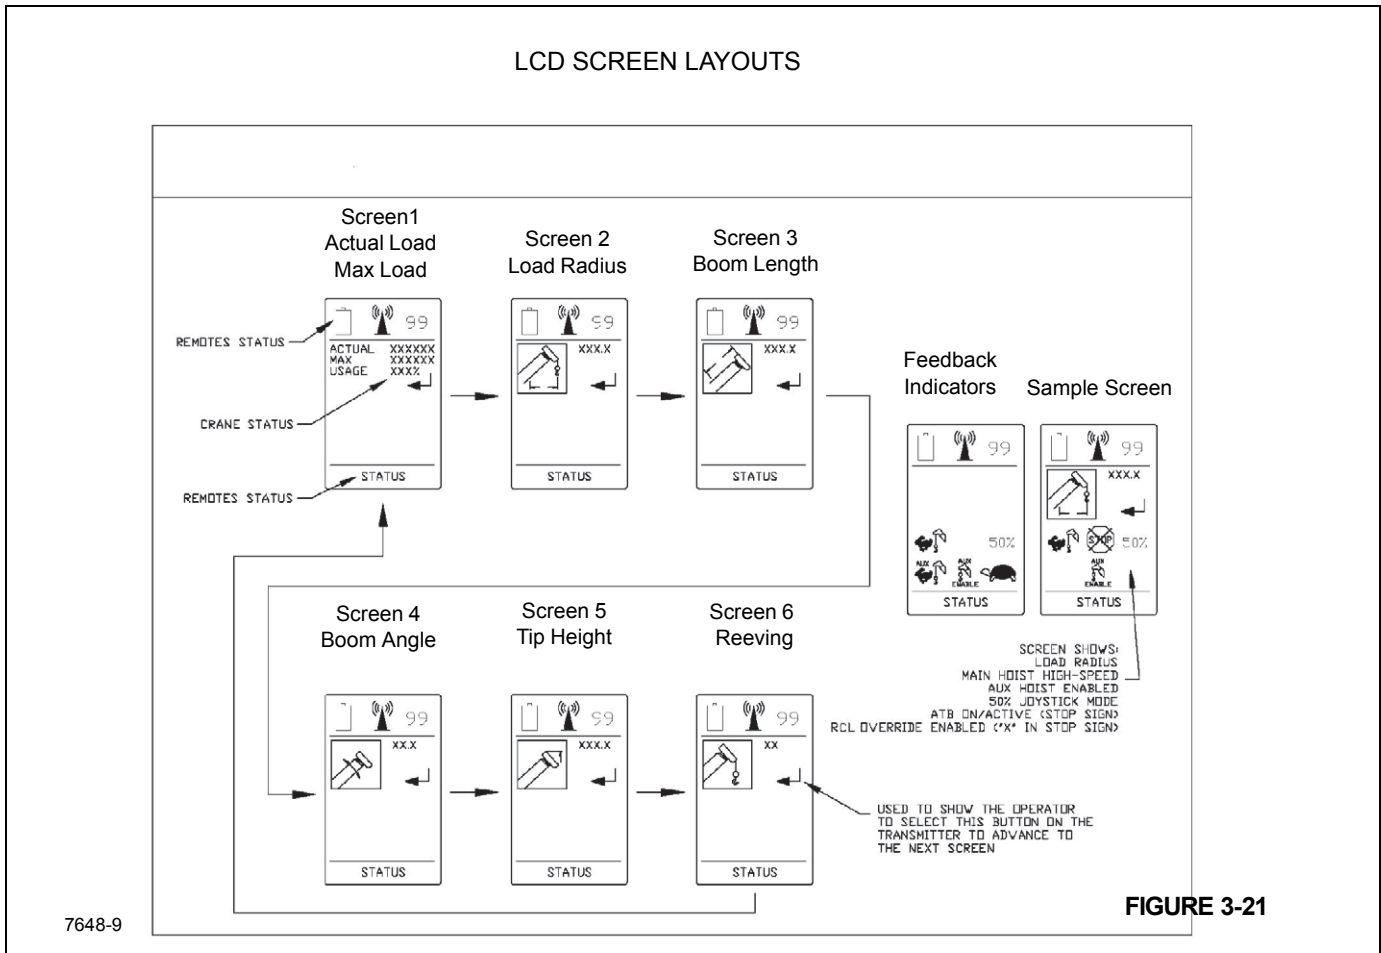 LCD SCREEN LAYOUTS
Screen1
Actual Load
Max Load
Screen 2
Load Radius
Screen 3
Boom Length
REMOTES STATUS
99
ACTUAL XXXXXX
MAX XXXXXX
USAGE XXX%
CRANE STATUS
STATUS
REMOTES STATUS
99
XXX.X
STATUS
99
XXX.X
STATUS
Feedback
Indicators
99
50%
AUX
AUX
ENABLE
STATUS
Sample Screen
99
XXX.X
STOP
50%
AUX
ENABLE
STATUS
SCREEN SHOWS:
LOAD RADIUS
MAIN HOIST HIGH-SPEED
AUX HOIST ENABLED
50% JOYSTICK MODE
ATB ON/ACTIVE (STOP SIGN)
RCL OVERRIDE ENABLED ("X" IN STOP SIGN)
Screen 4
Boom Angle
Screen 5
Tip Height
Screen 6
Reeving
99
XX.X
STATUS
99
XXX.X
STATUS
99
XX
STATUS
USED TO SHOW THE OPERATOR
TO SELECT THIS BUTTON ON THE
TRANSMITTER TO ADVANCE TO
THE NEXT SCREEN
7648-9
FIGURE 3-21